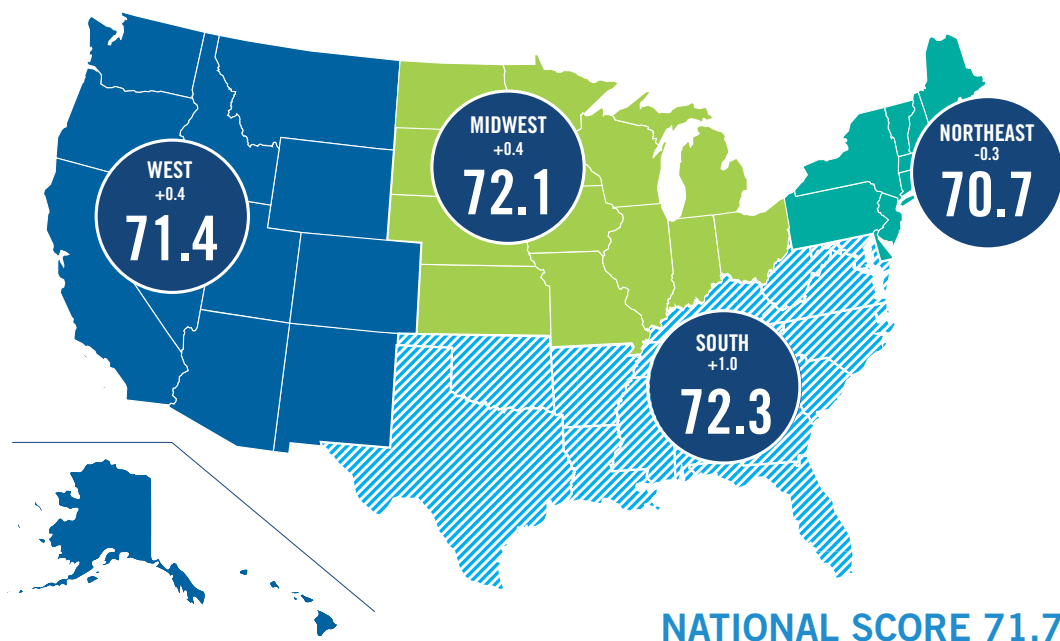 WEST
+0.4
71.4
MIDWEST
+0.4
72.1
NORTHEAST
-0.3
70.7
SOUTH
+1.0
72.3
NATIONAL SCORE 71.7